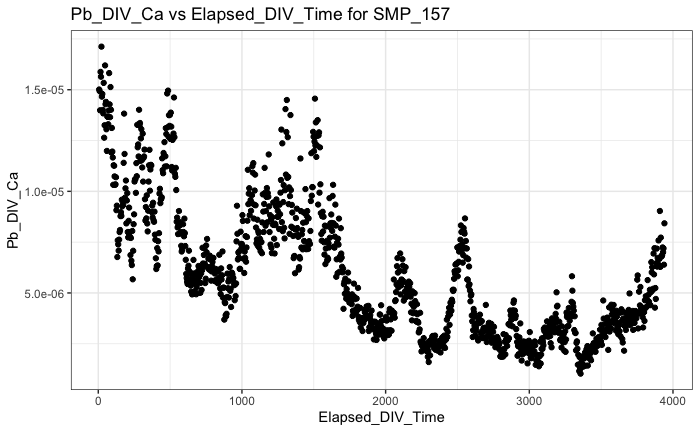 Pb_DIV_Ca vs Elapsed_DIV_Time for SMP_157
Pb_DIV_Ca
1.5e-05
1.0e-05
5.0e-06
0
1000
2000
3000
4000
Elapsed_DIV_Time